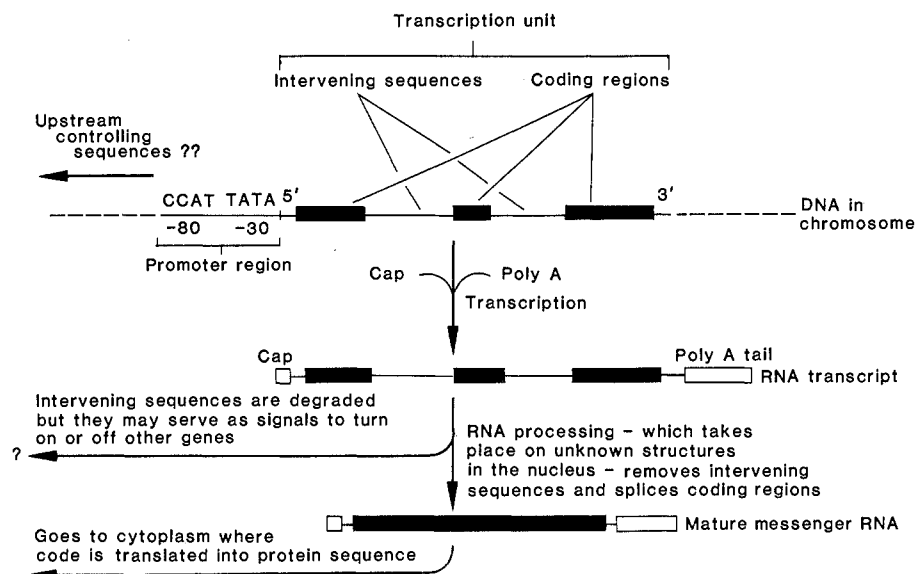 Transcription unit
Intervening sequences
Coding regions
Upstream
controlling
sequences ??
CCAT TATA
5'
3'
-80
-30
DNA in
chromosome
Promoter region
Cap
Poly A
Transcription
Cap
Poly A tail
RNA transcript
Intervening sequences are degraded
but they may serve as signals to turn
on or off other genes
?
RNA processing – which takes
place on unknown structures
in the nucleus – removes intervening
sequences and splices coding regions
Mature messenger RNA
Goes to cytoplasm where
code is translated into protein sequence